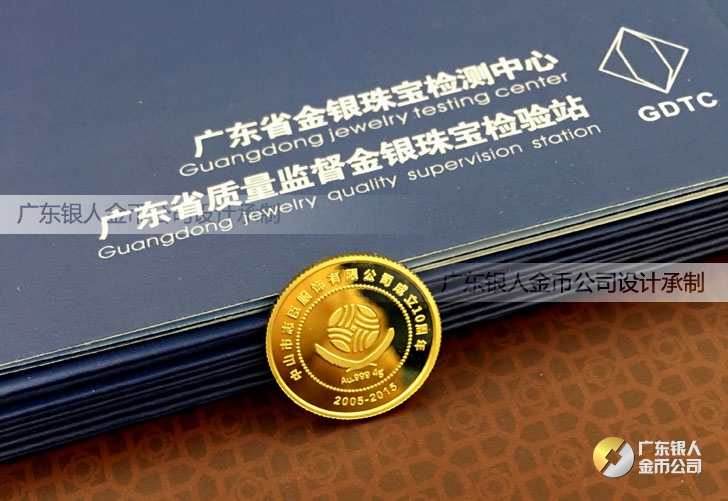 广东省金银珠宝检测中心
Guangdong jewelry testing center
广东省质量监督金银珠宝检验站
Guangdong jewelry quality supervision station
GDTC
广东银人金币公司设计承制
广东银人金币公司设计承制
中山市志臣服饰有限公司成立10周年
Au.999 4g
2005-2015
广东银人
金币公司